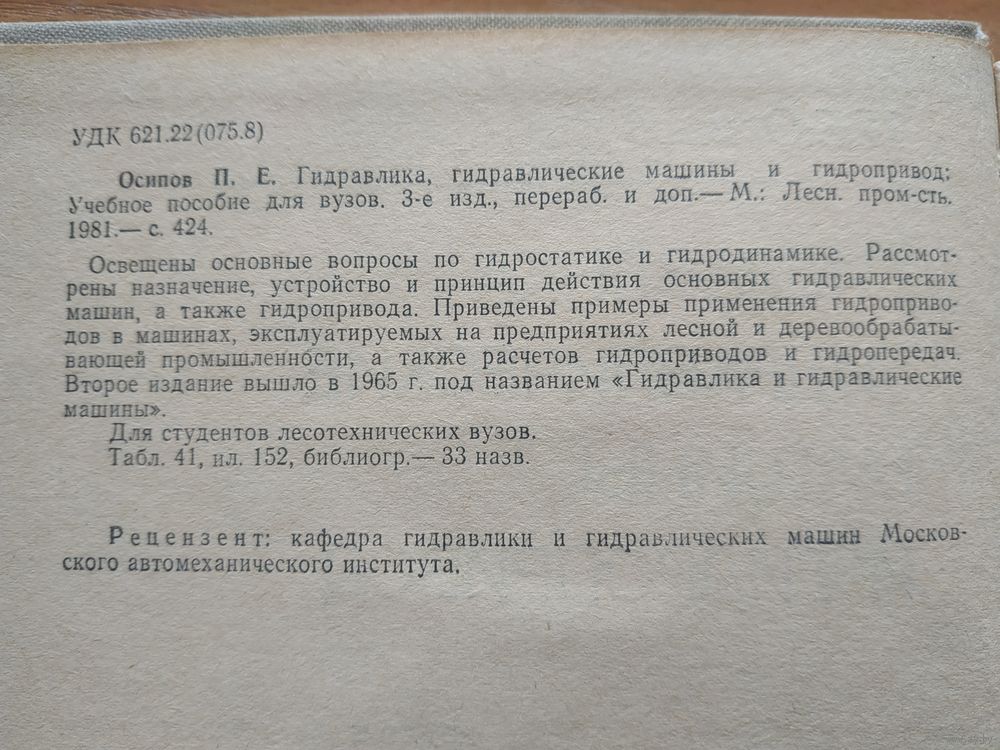 УДК 621.22(075.8)
Осипов П. Е. Гидравлика, гидравлические машины и гидропривод:
Учебное пособие для вузов. 3-е изд., перераб. и доп.— М.: Лесн. пром-сть,
1981.— с. 424.
Освещены основные вопросы по гидростатике и гидродинамике. Рассмот-
рены назначение, устройство и принцип действия основных гидравлических
машин, а также гидропривода. Приведены примеры применения гидроприво-
дов в машинах, эксплуатируемых на предприятиях лесной и деревообрабаты-
вающей промышленности, а также расчетов гидроприводов и гидропередач.
Второе издание вышло в 1965 г. под названием «Гидравлика и гидравлические
машины».
Для студентов лесотехнических вузов.
Табл. 41, ил. 152, библиогр.— 33 назв.
Рецензент: кафедра гидравлики и гидравлических машин Москов-
ского автомеханического института.